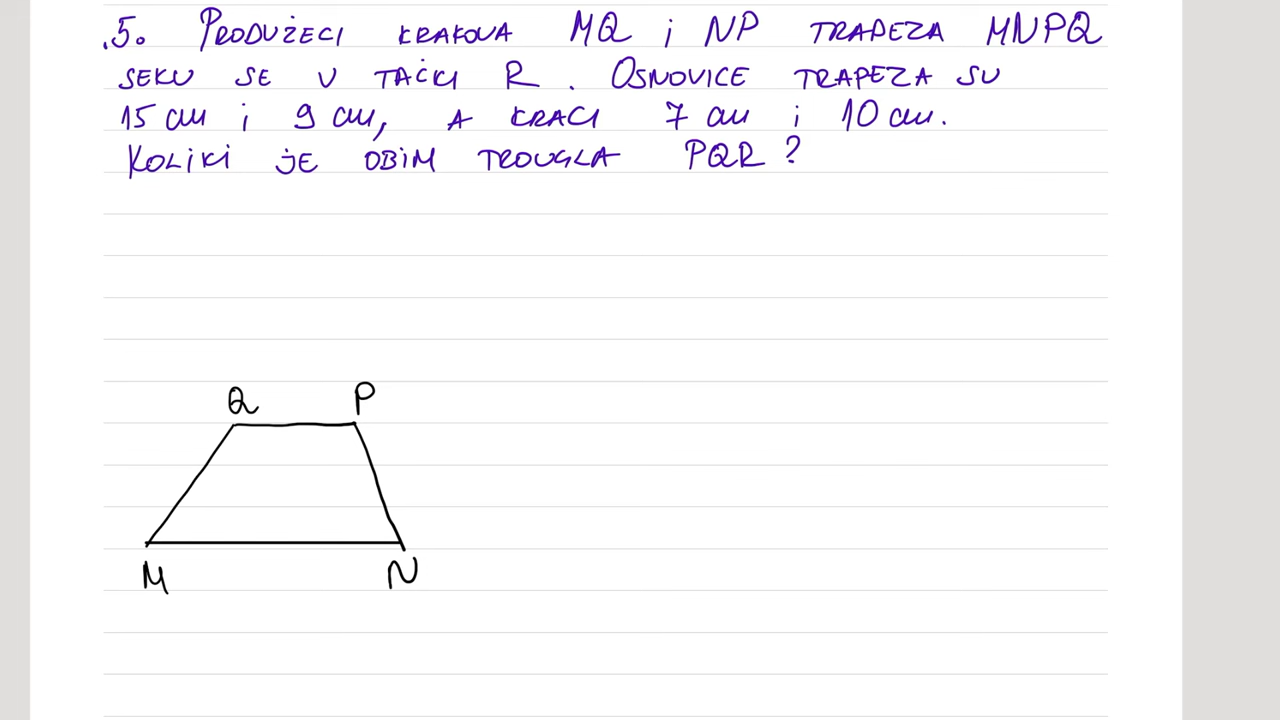 .5. PRODUŽECI KRAKOVA MQ i NP TRAPEZA MNPQ
SEKU SE U TAČKI R. OSNOVICE TRAPEZA SU
15 cm i 9 cm, A KRACI 7 cm i 10 cm.
KOLIKI JE OBIM TROUGLA PQR?
Q P
M N